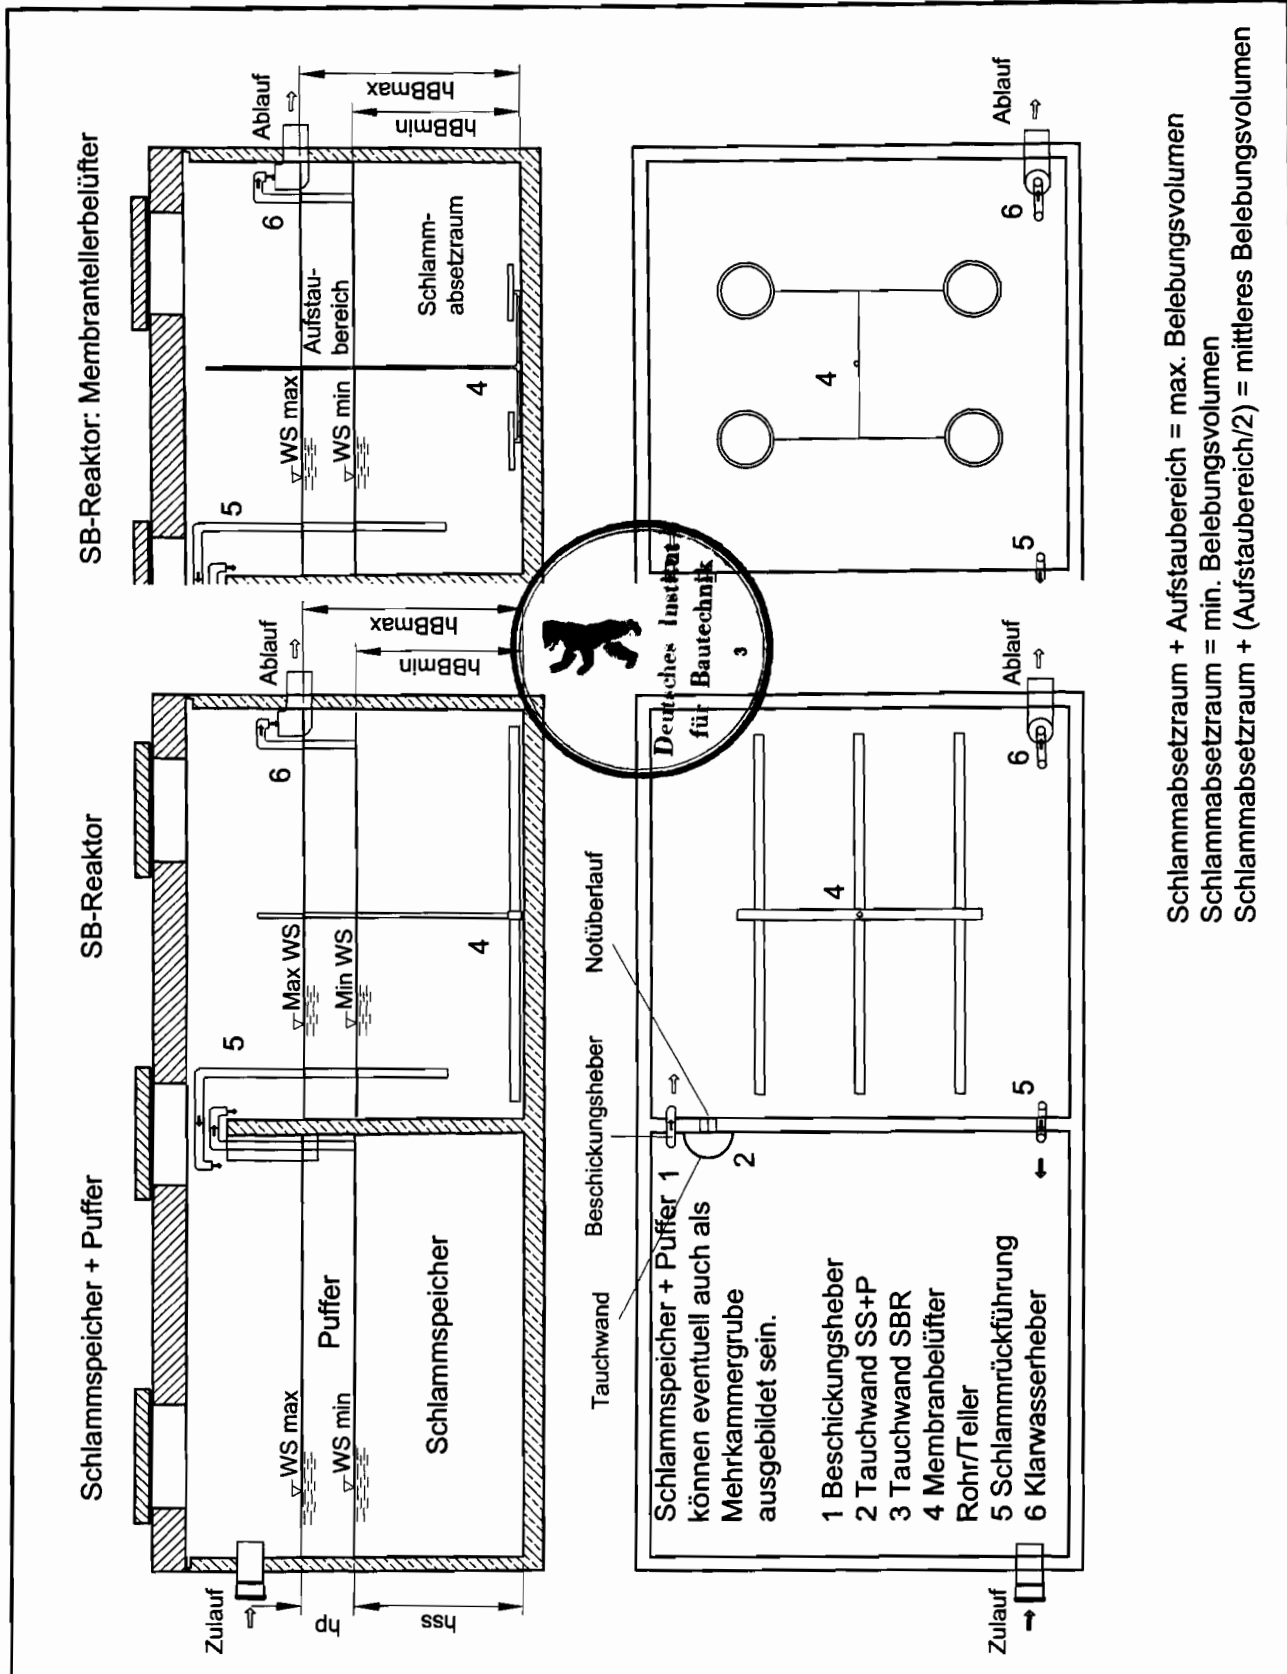 Schlammspeicher + Puffer
SB-Reaktor
SB-Reaktor: Membrantellerbelüfter
Zulauf
hp
hss
WS max
WS min
Puffer
Schlammspeicher
5
Max WS
Min WS
4
6
Ablauf
hBBmin
hBBmax
5
WS max
WS min
4
Aufstau-
bereich
6
Schlamm-
absetzraum
Ablauf
hBBmin
hBBmax
Tauchwand
Beschickungsheber
Notüberlauf
Zulauf
Schlammspeicher + Puffer 1
können eventuell auch als
Mehrkammergrube
ausgebildet sein.
1 Beschickungsheber
2 Tauchwand SS+P
3 Tauchwand SBR
4 Membranbelüfter
Rohr/Teller
5 Schlammrückführung
6 Klarwasserheber
2
5
4
6
Ablauf
Deutsches Institut
für Bautechnik
3
5
4
6
Ablauf
Schlammabsetzraum + Aufstaubereich = max. Belebungsvolumen
Schlammabsetzraum = min. Belebungsvolumen
Schlammabsetzraum + (Aufstaubereich/2) = mittleres Belebungsvolumen